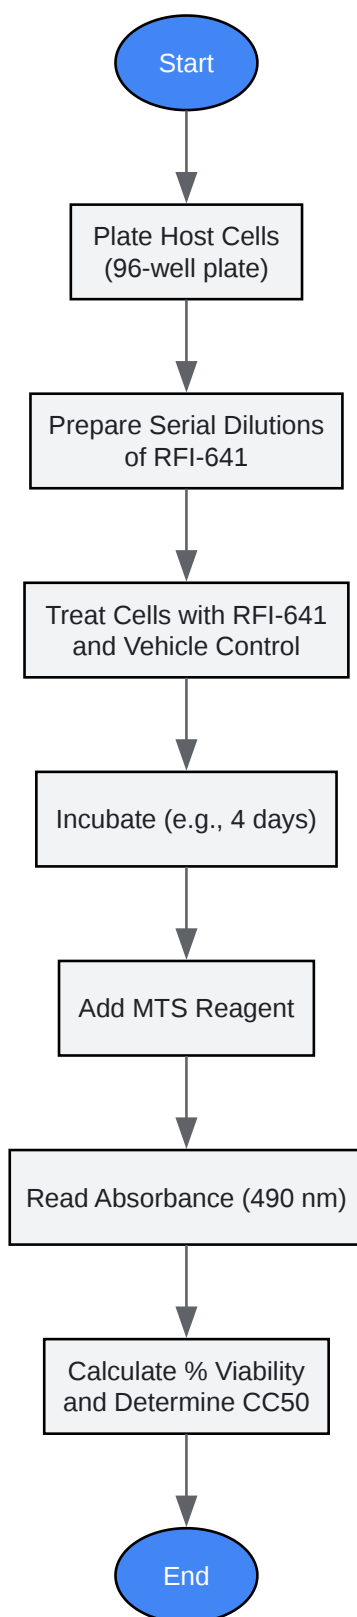 Start
Plate Host Cells
(96-well plate)
Prepare Serial Dilutions
of RFI-641
Treat Cells with RFI-641
and Vehicle Control
Incubate (e.g., 4 days)
Add MTS Reagent
Read Absorbance (490 nm)
Calculate % Viability
and Determine CC50
End